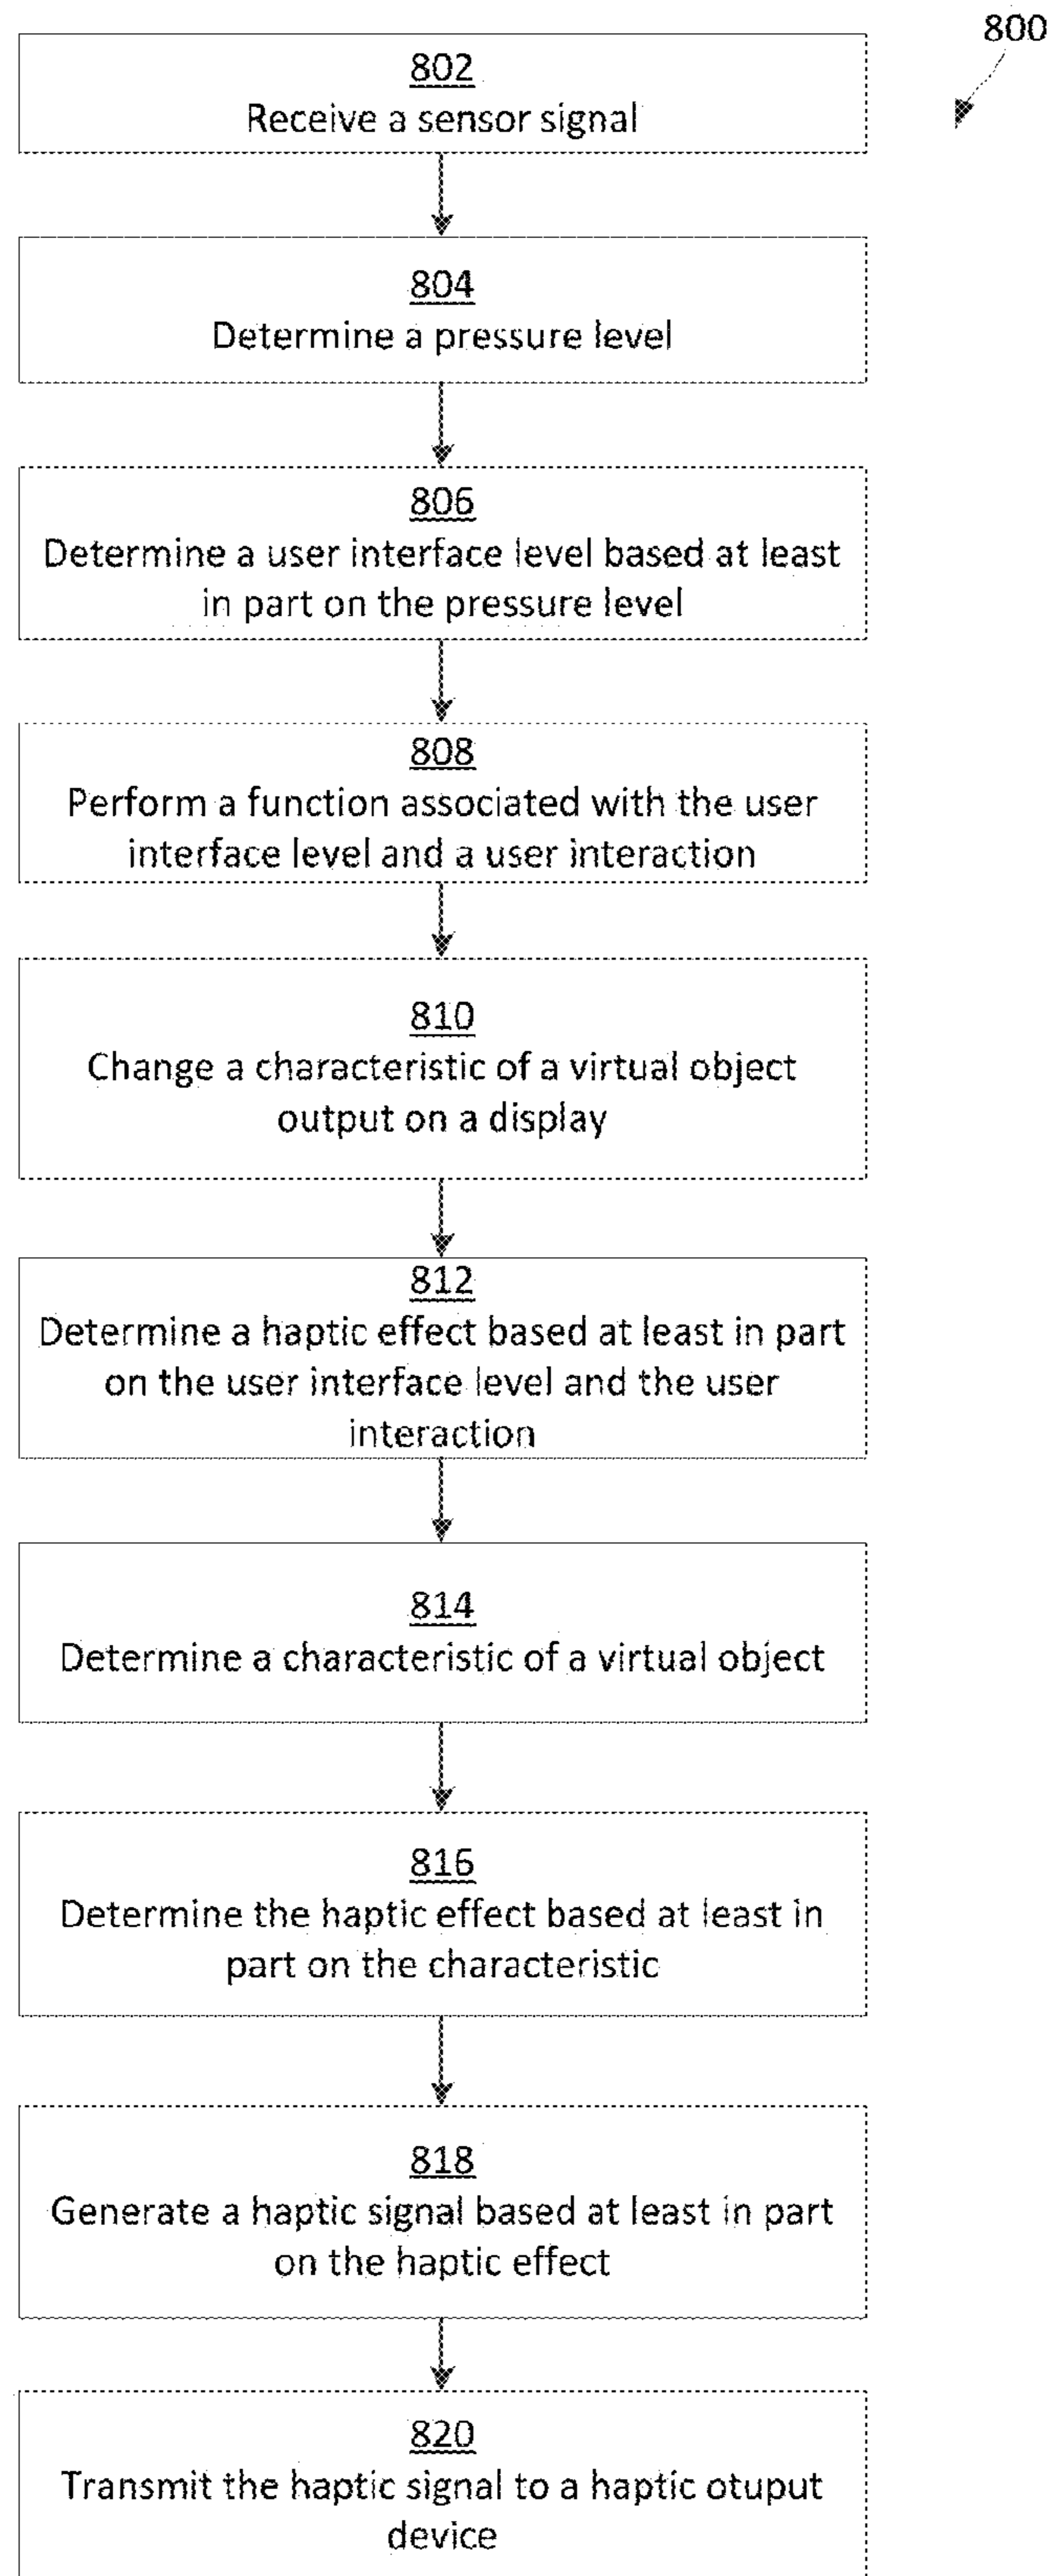 800
802
Receive a sensor signal
804
Determine a pressure level
806
Determine a user interface level based at least
in part on the pressure level
808
Perform a function associated with the user
interface level and a user interaction
810
Change a characteristic of a virtual object
output on a display
812
Determine a haptic effect based at least in part
on the user interface level and the user
interaction
814
Determine a characteristic of a virtual object
816
Determine the haptic effect based at least in
part on the characteristic
818
Generate a haptic signal based at least in part
on the haptic effect
820
Transmit the haptic signal to a haptic otuput
device